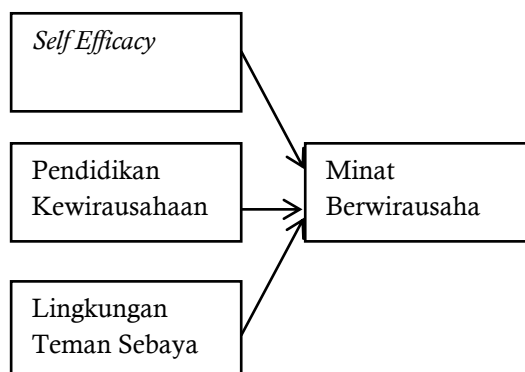 Self Efficacy
Pendidikan
Kewirausahaan
Minat
Berwirausaha
Lingkungan
Teman Sebaya